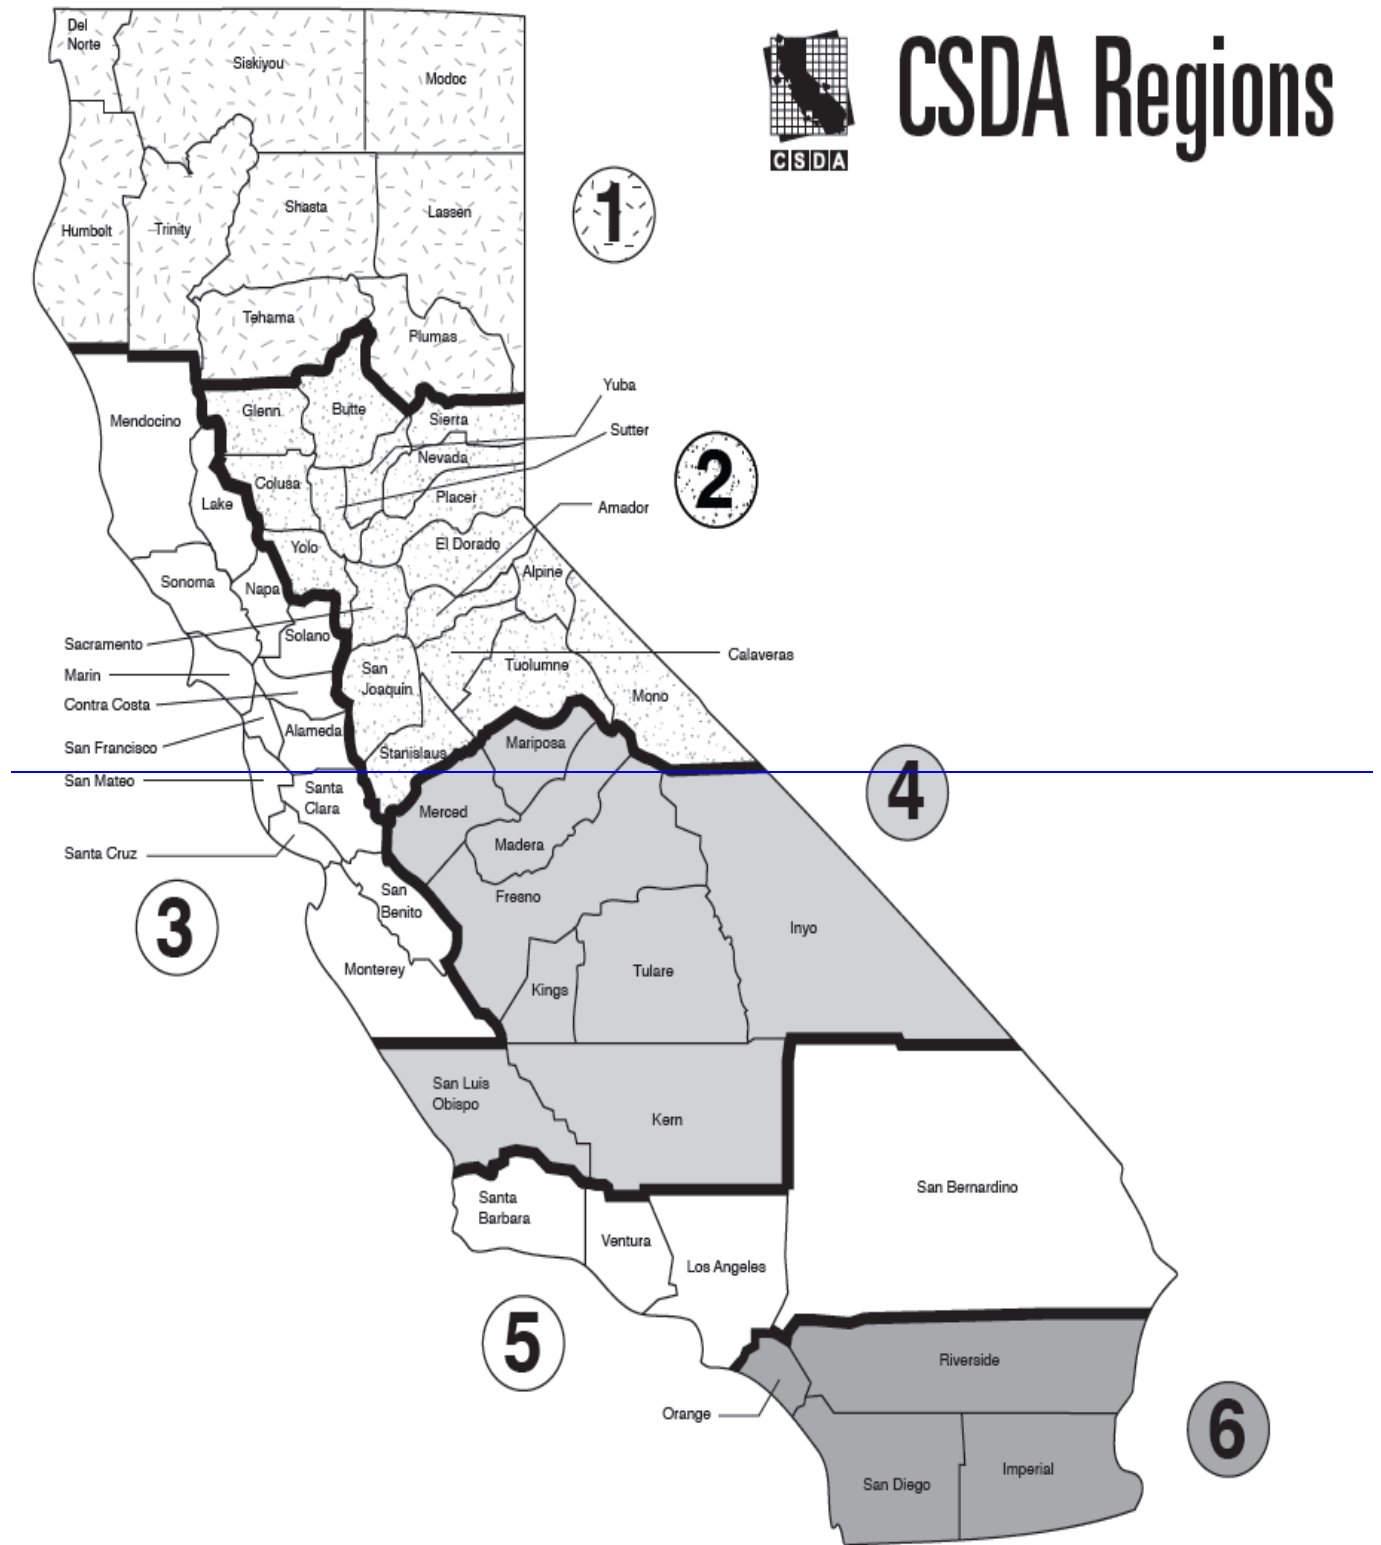 CSDA Regions
CSDA
Del
Norte
Siskiyou
Modoc
Humbolt
Trinity
Shasta
Lassen
1
Tehama
Plumas
Mendocino
Glenn
Butte
Sierra
Yuba
Sutter
Nevada
Colusa
Lake
Placer
2
Amador
Yolo
El Dorado
Sonoma
Napa
Alpine
Sacramento
Solano
Marin
San
Joaquin
Tuolumne
Calaveras
Contra Costa
Mono
Alameda
San Francisco
Stanislaus
Mariposa
San Mateo
Santa
Clara
Merced
4
Santa Cruz
Madera
San
Benito
Fresno
3
Inyo
Monterey
Kings
Tulare
San Luis
Obispo
Kern
Santa
Barbara
San Bernardino
Ventura
Los Angeles
5
Riverside
Orange
6
San Diego
Imperial